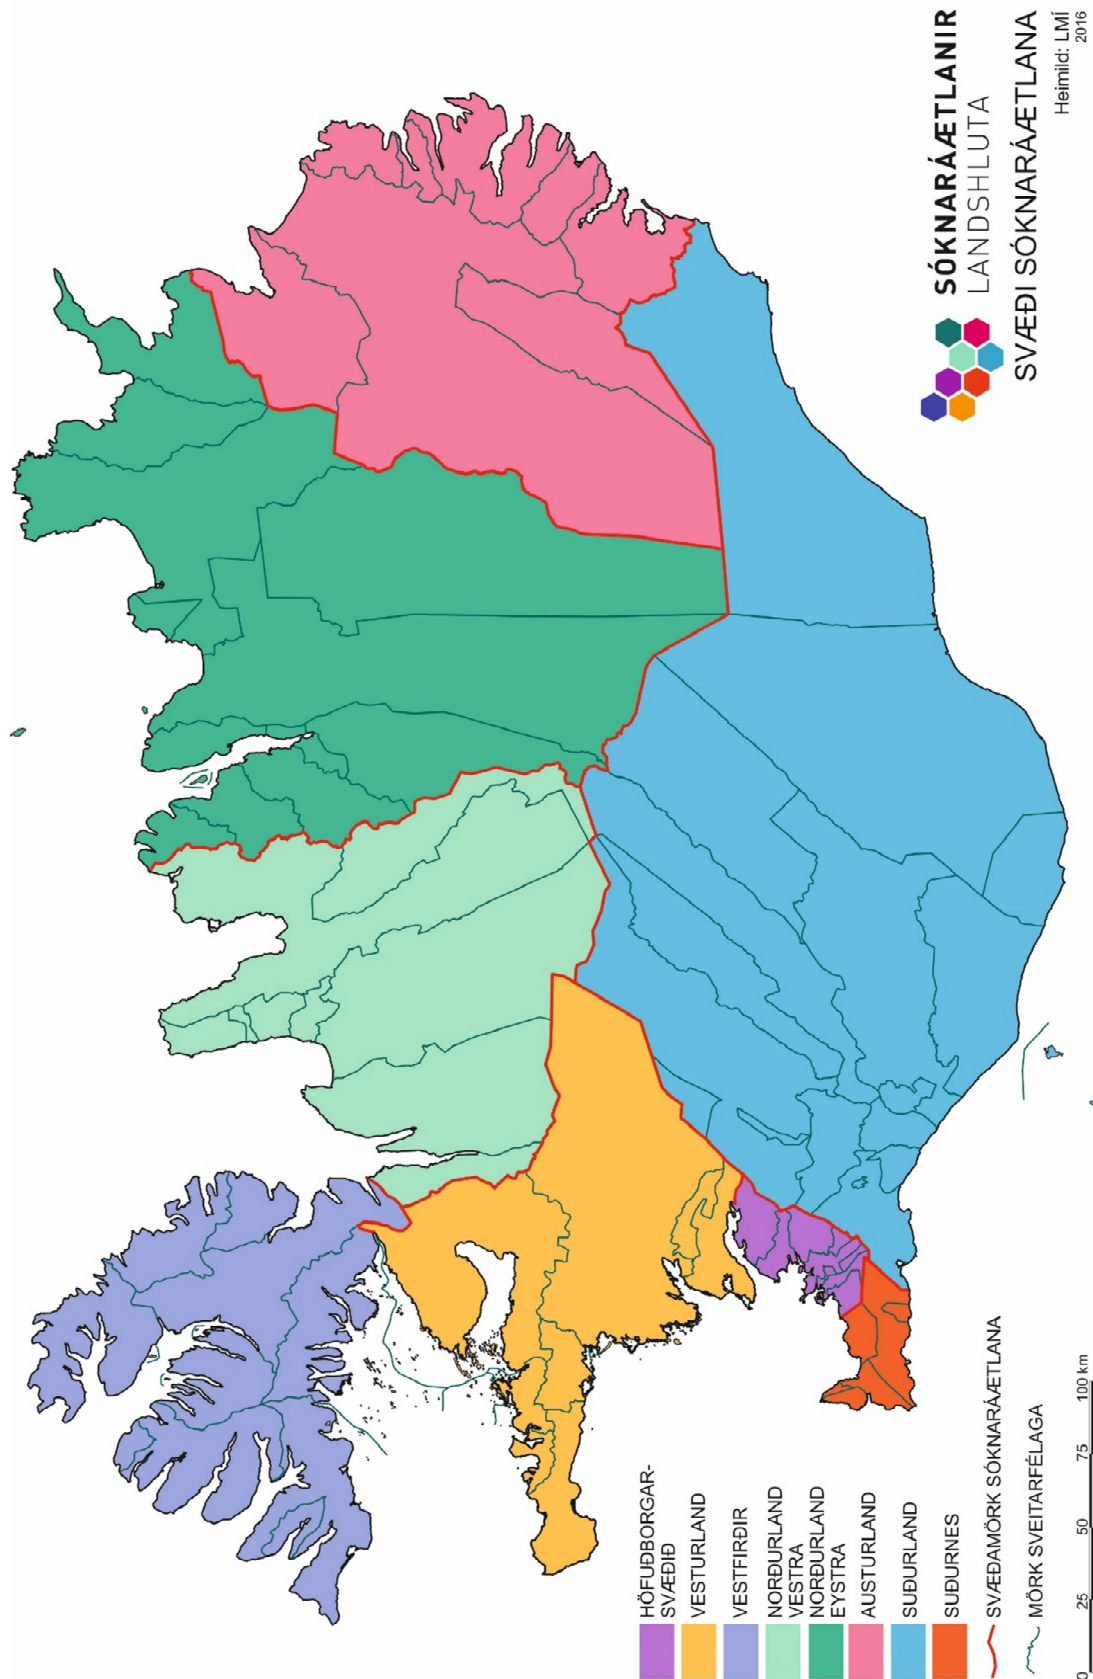 SÓKNARÁÆTLANIR
LANDSHLUTA
SVÆÐI SÓKNARÁÆTLANA
Heimild: LMÍ
2016
HÖFUÐBORGAR-
SVÆÐIÐ
VESTURLAND
VESTFIRÐIR
NORÐURLAND
VESTRA
NORÐURLAND
EYSTRA
AUSTURLAND
SUÐURLAND
SUÐURNES
SVÆÐAMÖRK SÓKNARÁÆTLANA
MÖRK SVEITARFÉLAGA
0 25 50 75 100 km